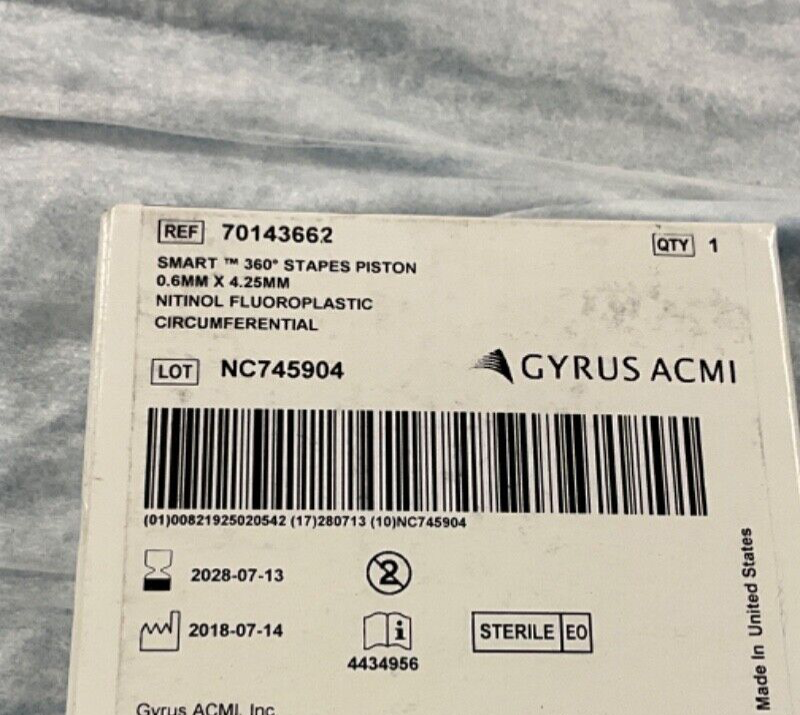 REF 70143662
QTY 1
SMART ™ 360° STAPES PISTON
0.6MM X 4.25MM
NITINOL FLUOROPLASTIC
CIRCUMFERENTIAL
LOT NC745904
GYRUS ACMI
(01)00821925020542 (17)280713 (10)NC745904
2028-07-13
2
2018-07-14
i
STERILE EO
4434956
Made In United States
Gyrus ACMI, Inc